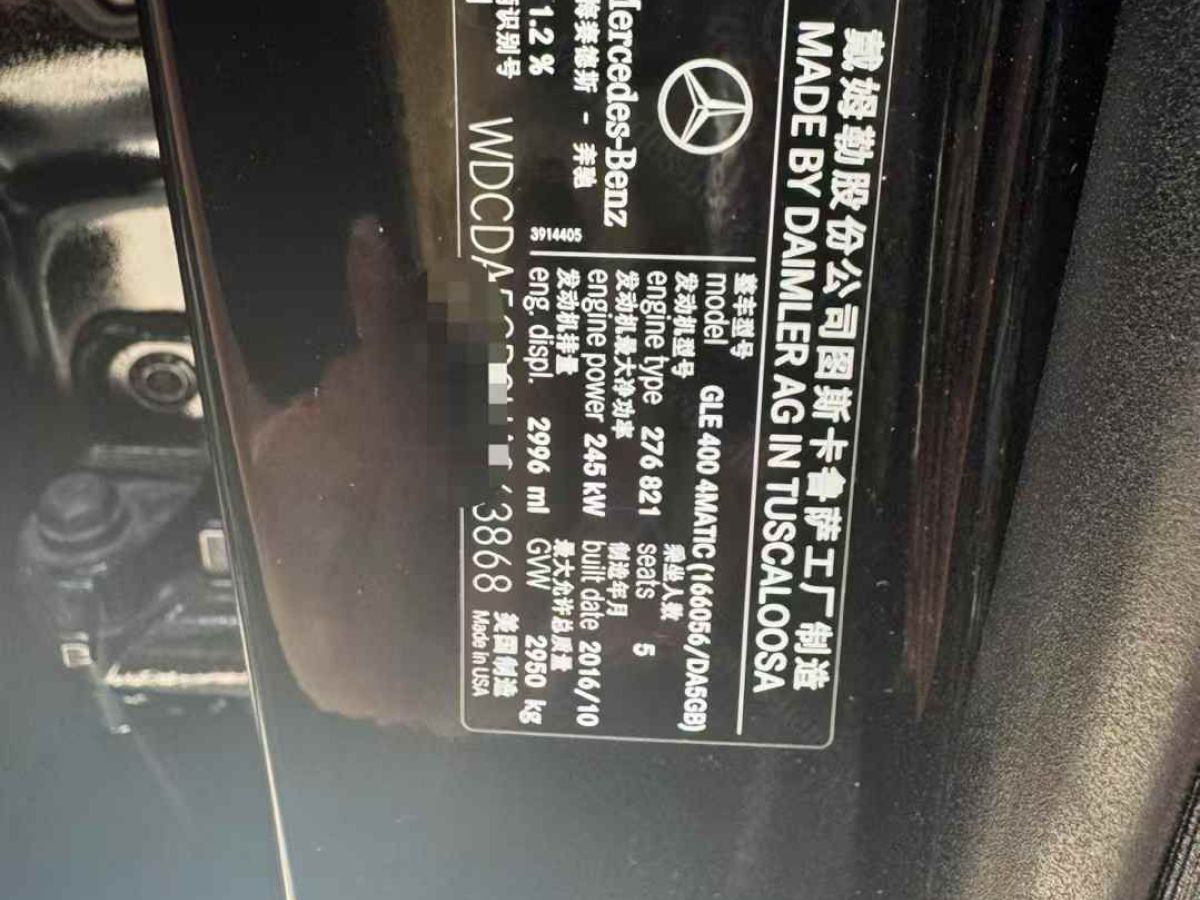 戴姆勒股份公司图斯卡鲁萨工厂制造
MADE BY DAIMLER AG IN TUSCALOOSA
Mercedes-Benz
梅赛德斯 - 奔驰
1.2 %
识别号
3914405
整车型号
model GLE 400 4MATIC (166056/DA5GB)
发动机型号 乘坐人数
engine type 276 821 seats 5
发动机最大净功率 制造年月
engine power 245 kW built date 2016/10
发动机排量 最大允许总质量
eng. displ. 2996 ml GVW 2950 kg
WDCDA 3868 美国制造
Made In USA